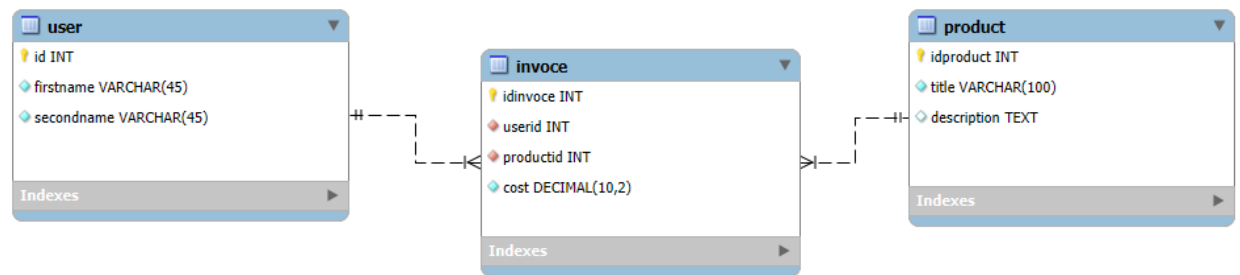 user
id INT
firstname VARCHAR(45)
secondname VARCHAR(45)
Indexes
invoce
idinvoce INT
userid INT
productid INT
cost DECIMAL(10,2)
Indexes
product
idproduct INT
title VARCHAR(100)
description TEXT
Indexes